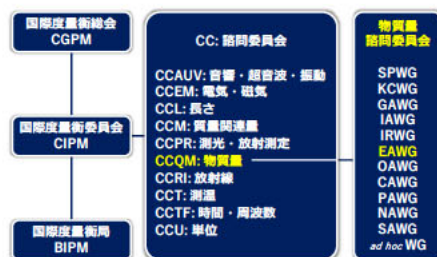 国際度量衡総会
CGPM
国際度量衡委員会
CIPM
国際度量衡局
BIPM
CC: 諮問委員会
CCAUV: 音響・超音波・振動
CCEM: 電気・磁気
CCL: 長さ
CCM: 質量関連量
CCPR: 測光・放射測定
CCQM: 物質量
CCRI: 放射線
CCT: 測温
CCTF: 時間・周波数
CCU: 単位
物質量
諮問委員会
SPWG
KCWG
GAWG
IAWG
IRWG
EAWG
OAWG
CAWG
PAWG
NAWG
SAWG
ad hoc WG